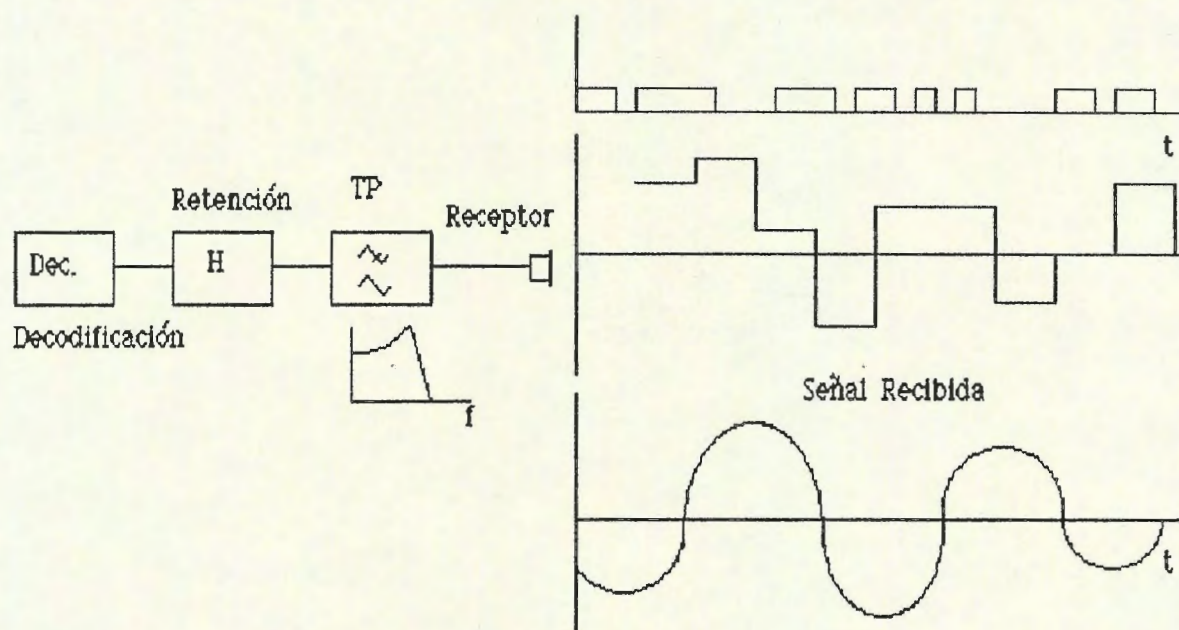 Retención
TP
Receptor
Dec.
H
Decodificación
f
t
Señal Recibida
t